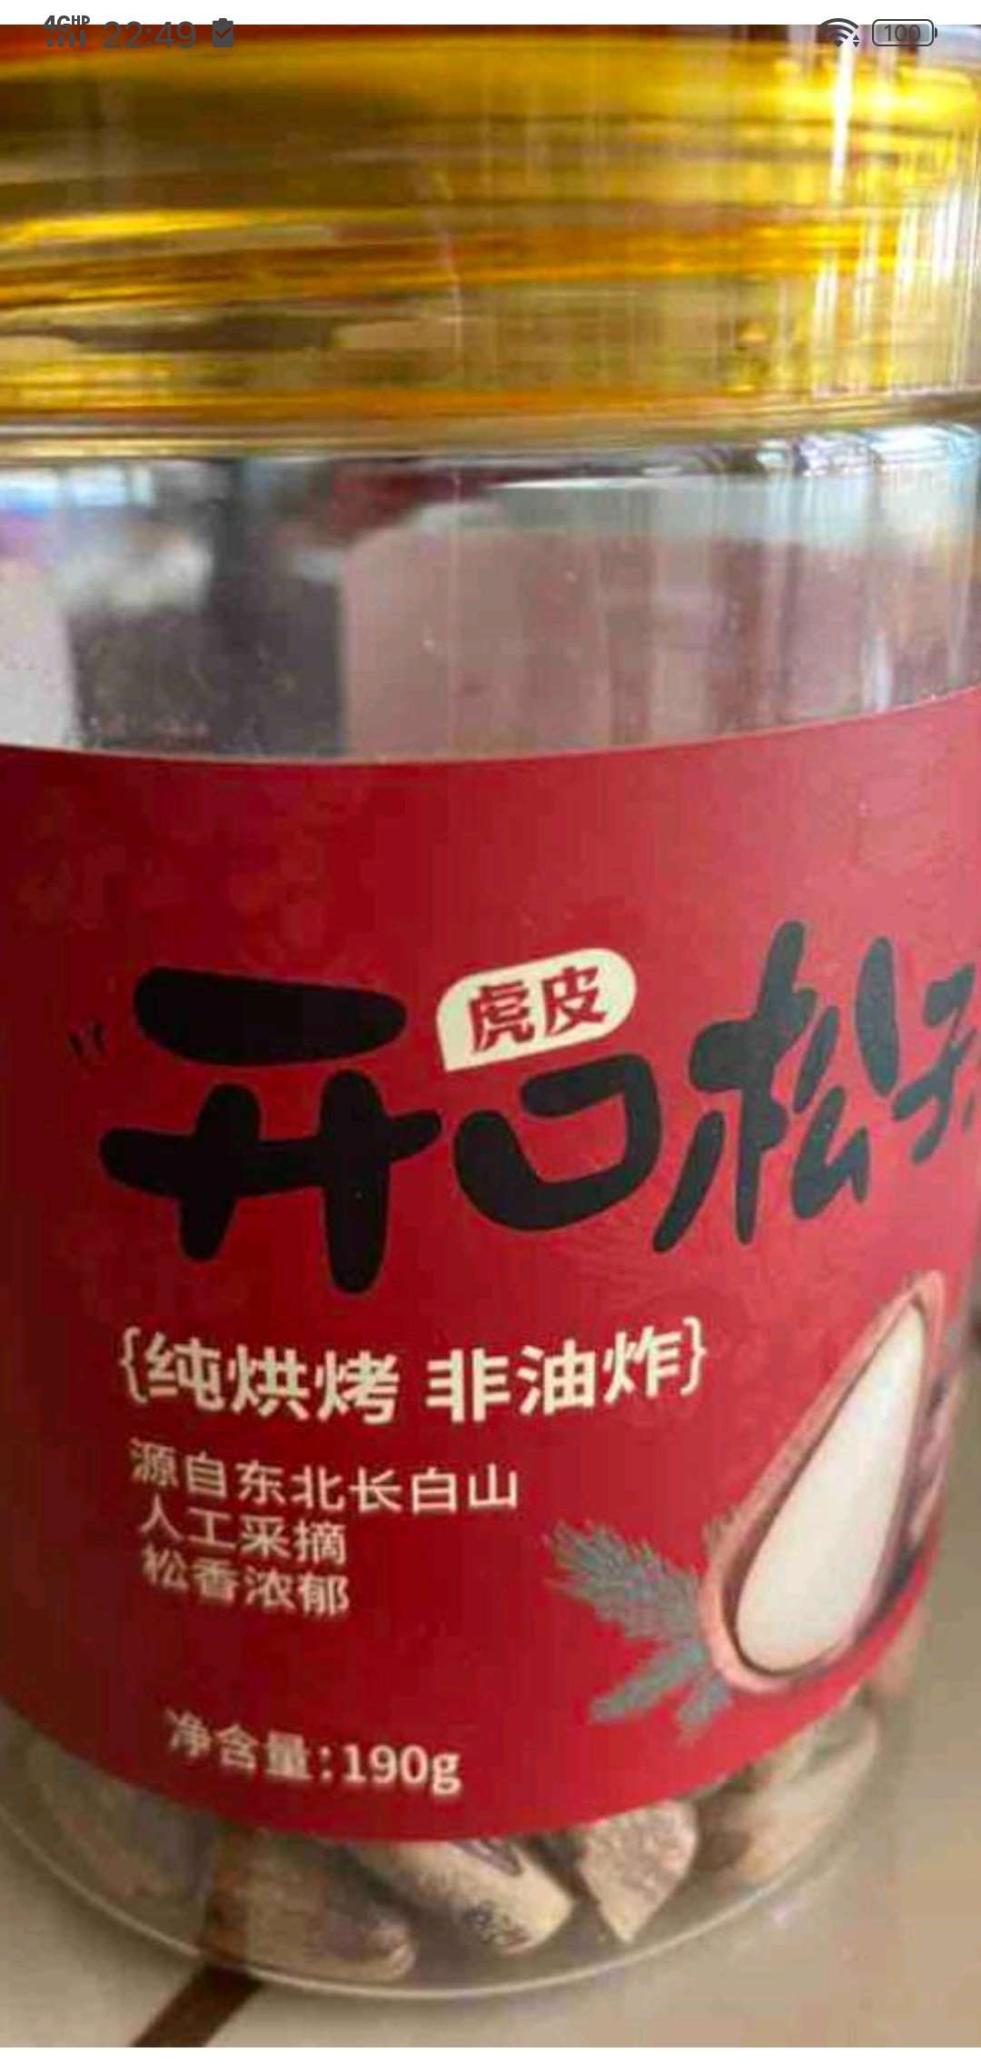 4GHD 22:49 100
虎皮
开口松子
{纯烘烤 非油炸}
源自东北长白山
人工采摘
松香浓郁
净含量:190g